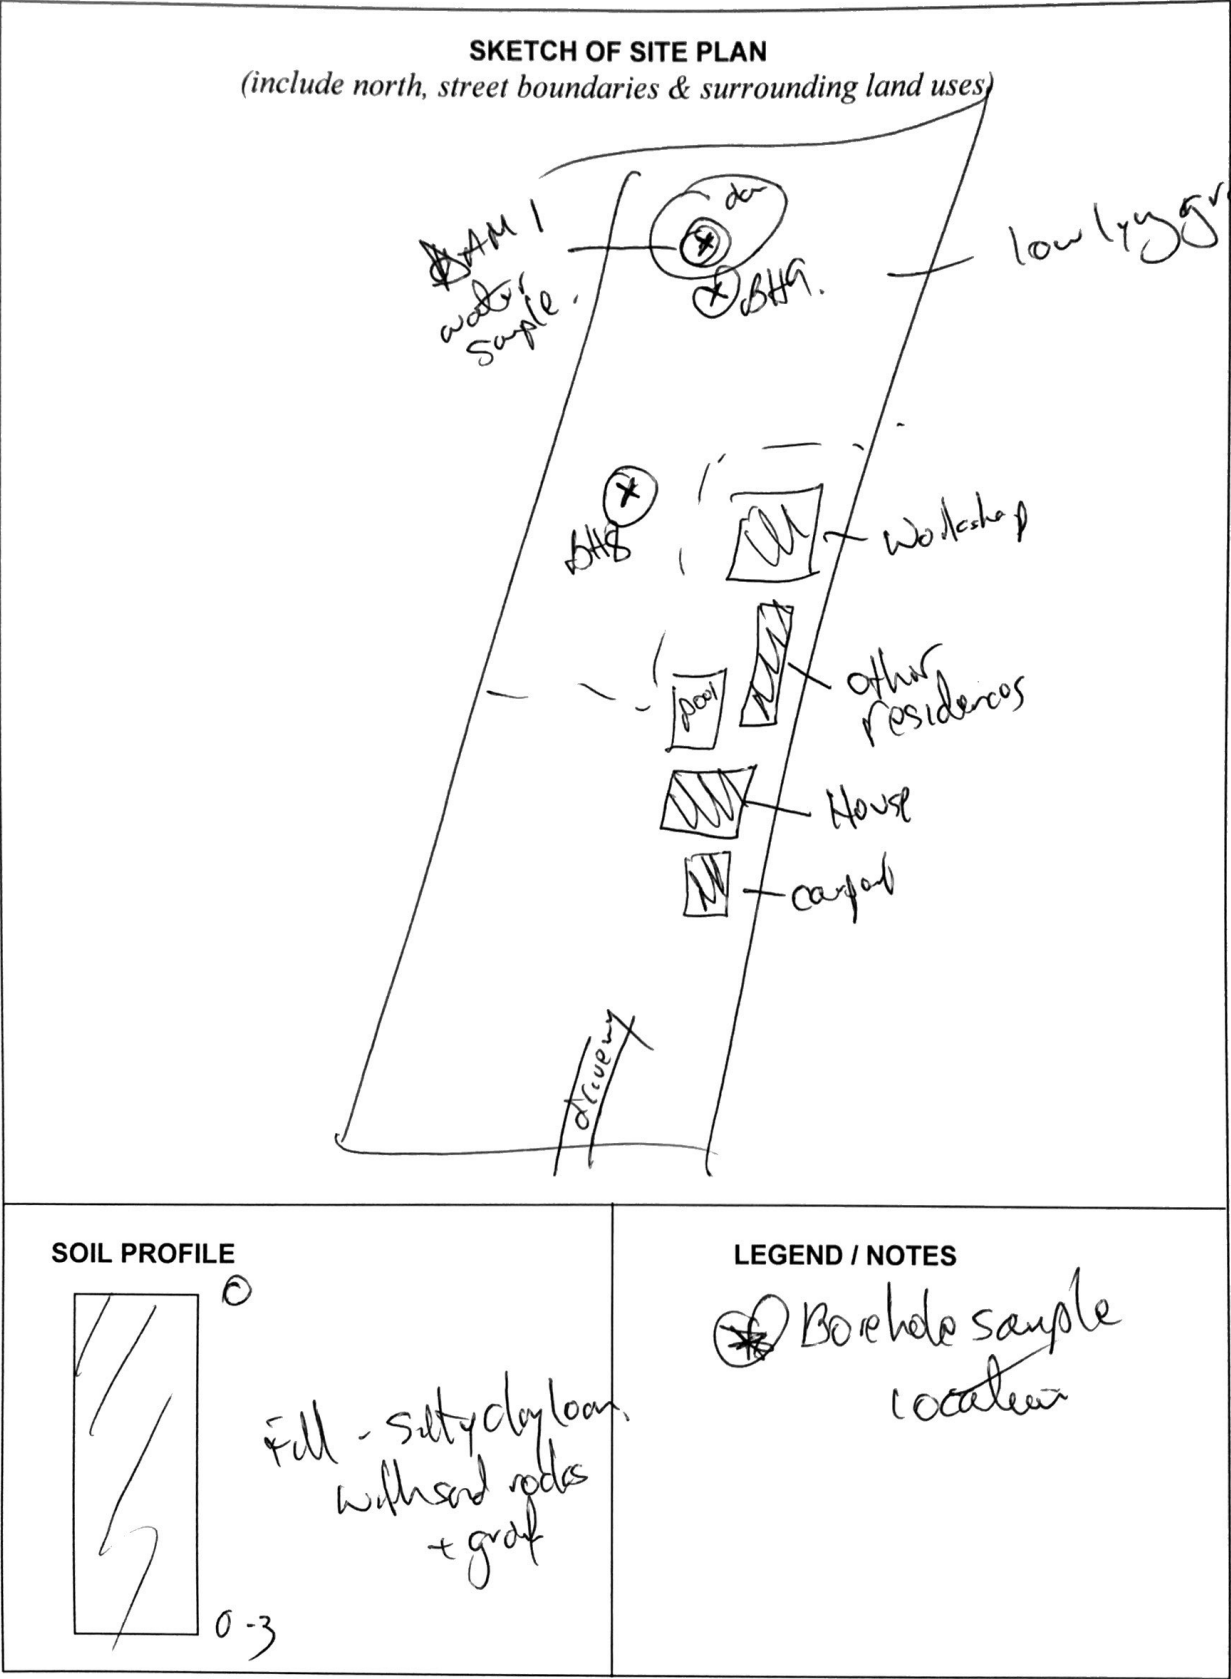 SKETCH OF SITE PLAN
(include north, street boundaries & surrounding land uses)
dam
DAM 1
water
sample.
BH9.
low lying
BH8
Workshop
other
residences
pool
House
carport
driveway
SOIL PROFILE
0
Fill - Silty clay loam,
with sand rocks
+ gravel
0-3
LEGEND / NOTES
Borehole sample
location